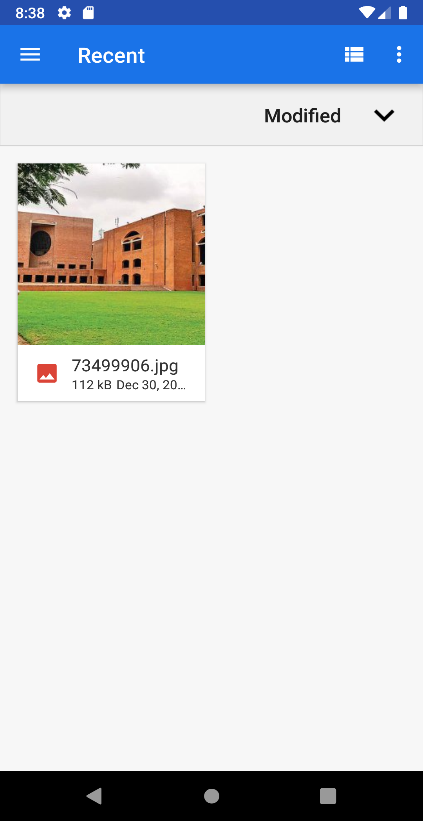 8:38
Recent
Modified
73499906.jpg
112 kB Dec 30, 20...